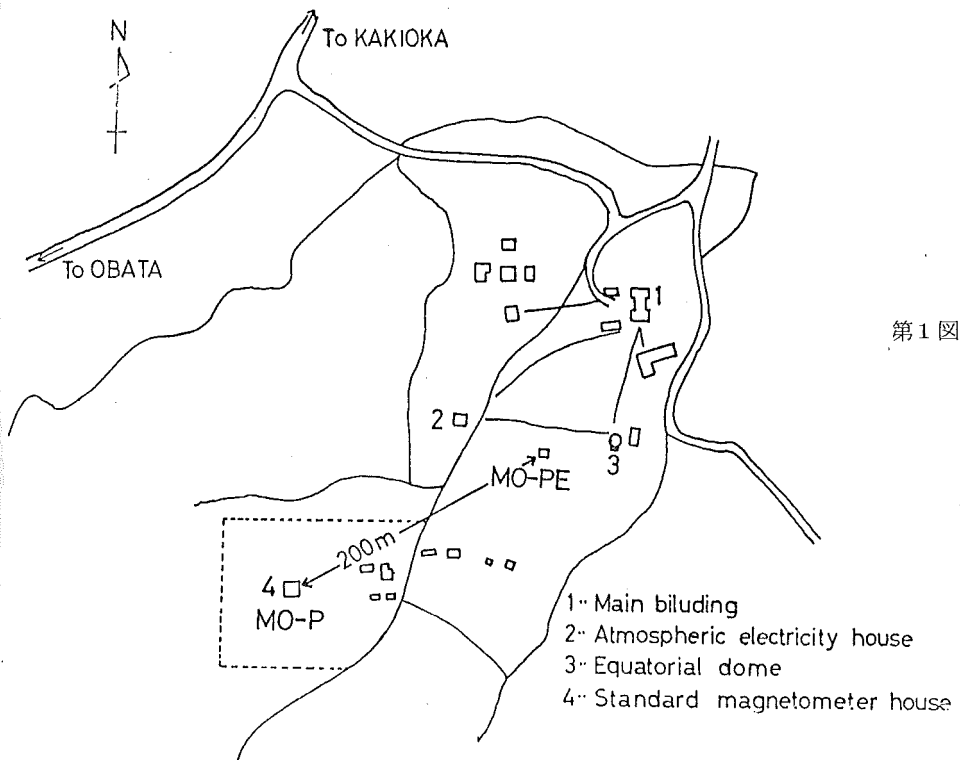 N
To KAKIOKA
To OBATA
第1図
1
2
3
MO-PE
200m
4
MO-P
1·· Main biluding
2·· Atmospheric electricity house
3·· Equatorial dome
4·· Standard magnetometer house